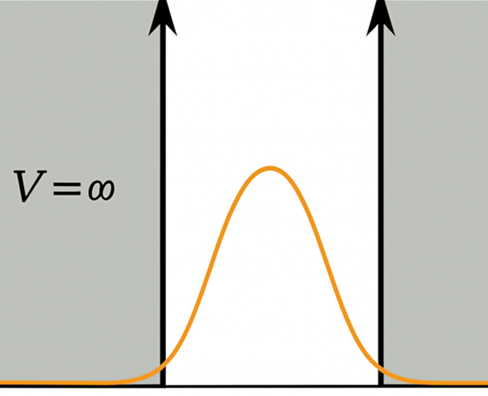 V = ∞